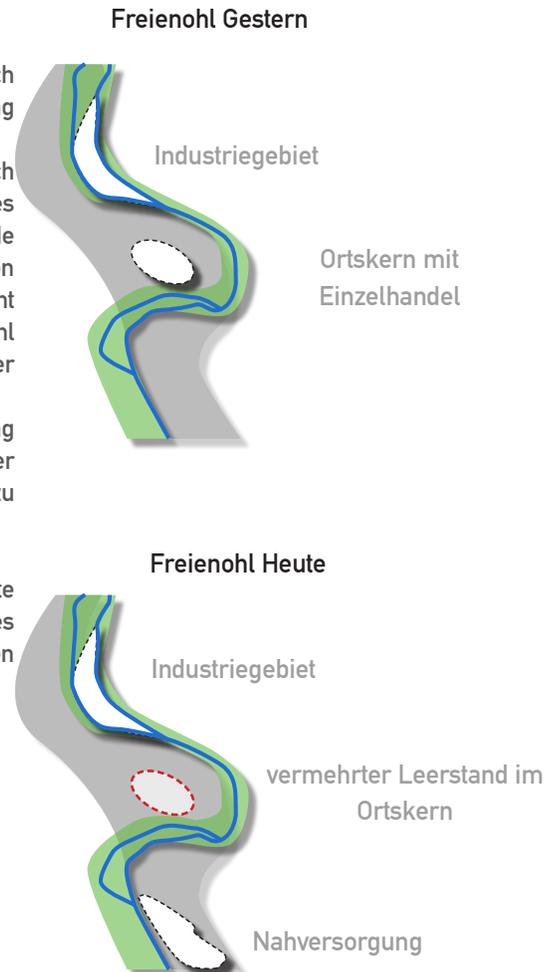 Freienohl Gestern
Industriegebiet
Ortskern mit
Einzelhandel
Freienohl Heute
Industriegebiet
vermehrter Leerstand im
Ortskern
Nahversorgung